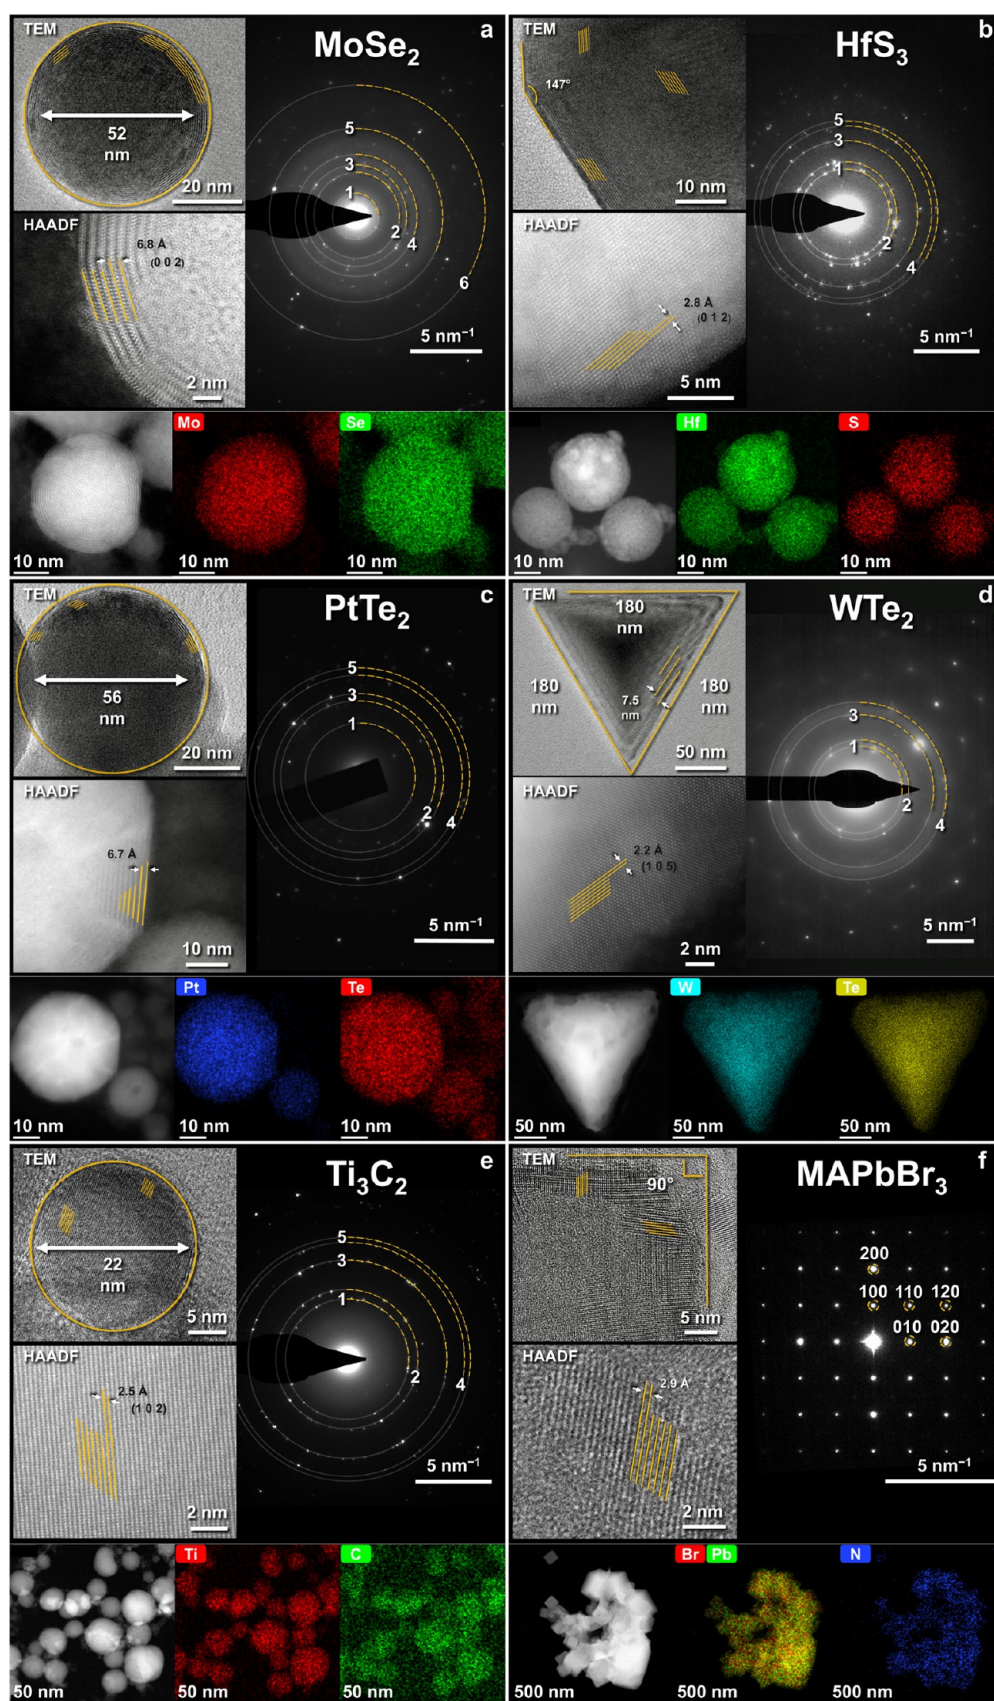 a
TEM
MoSe2
52
nm
20 nm
1
2
3
4
5
6
5 nm−1
HAADF
6.8 Å
(0 0 2)
2 nm
Mo
Se
10 nm
10 nm
10 nm
b
TEM
HfS3
147°
10 nm
5
3
1
2
4
5 nm−1
HAADF
2.8 Å
(0 1 2)
5 nm
Hf
S
10 nm
10 nm
10 nm
c
TEM
PtTe2
56
nm
20 nm
5
3
1
2
4
5 nm−1
HAADF
6.7 Å
10 nm
Pt
Te
10 nm
10 nm
10 nm
d
TEM
WTe2
180
nm
180
nm
180
nm
7.5
nm
50 nm
3
1
2
4
5 nm−1
HAADF
2.2 Å
(1 0 5)
2 nm
W
Te
50 nm
50 nm
50 nm
e
TEM
Ti3C2
22
nm
5 nm
5
3
1
2
4
5 nm−1
HAADF
2.5 Å
(1 0 2)
2 nm
Ti
C
50 nm
50 nm
50 nm
f
TEM
MAPbBr3
90°
5 nm
200
100 110 120
010 020
5 nm−1
HAADF
2.9 Å
2 nm
Br Pb
N
500 nm
500 nm
500 nm